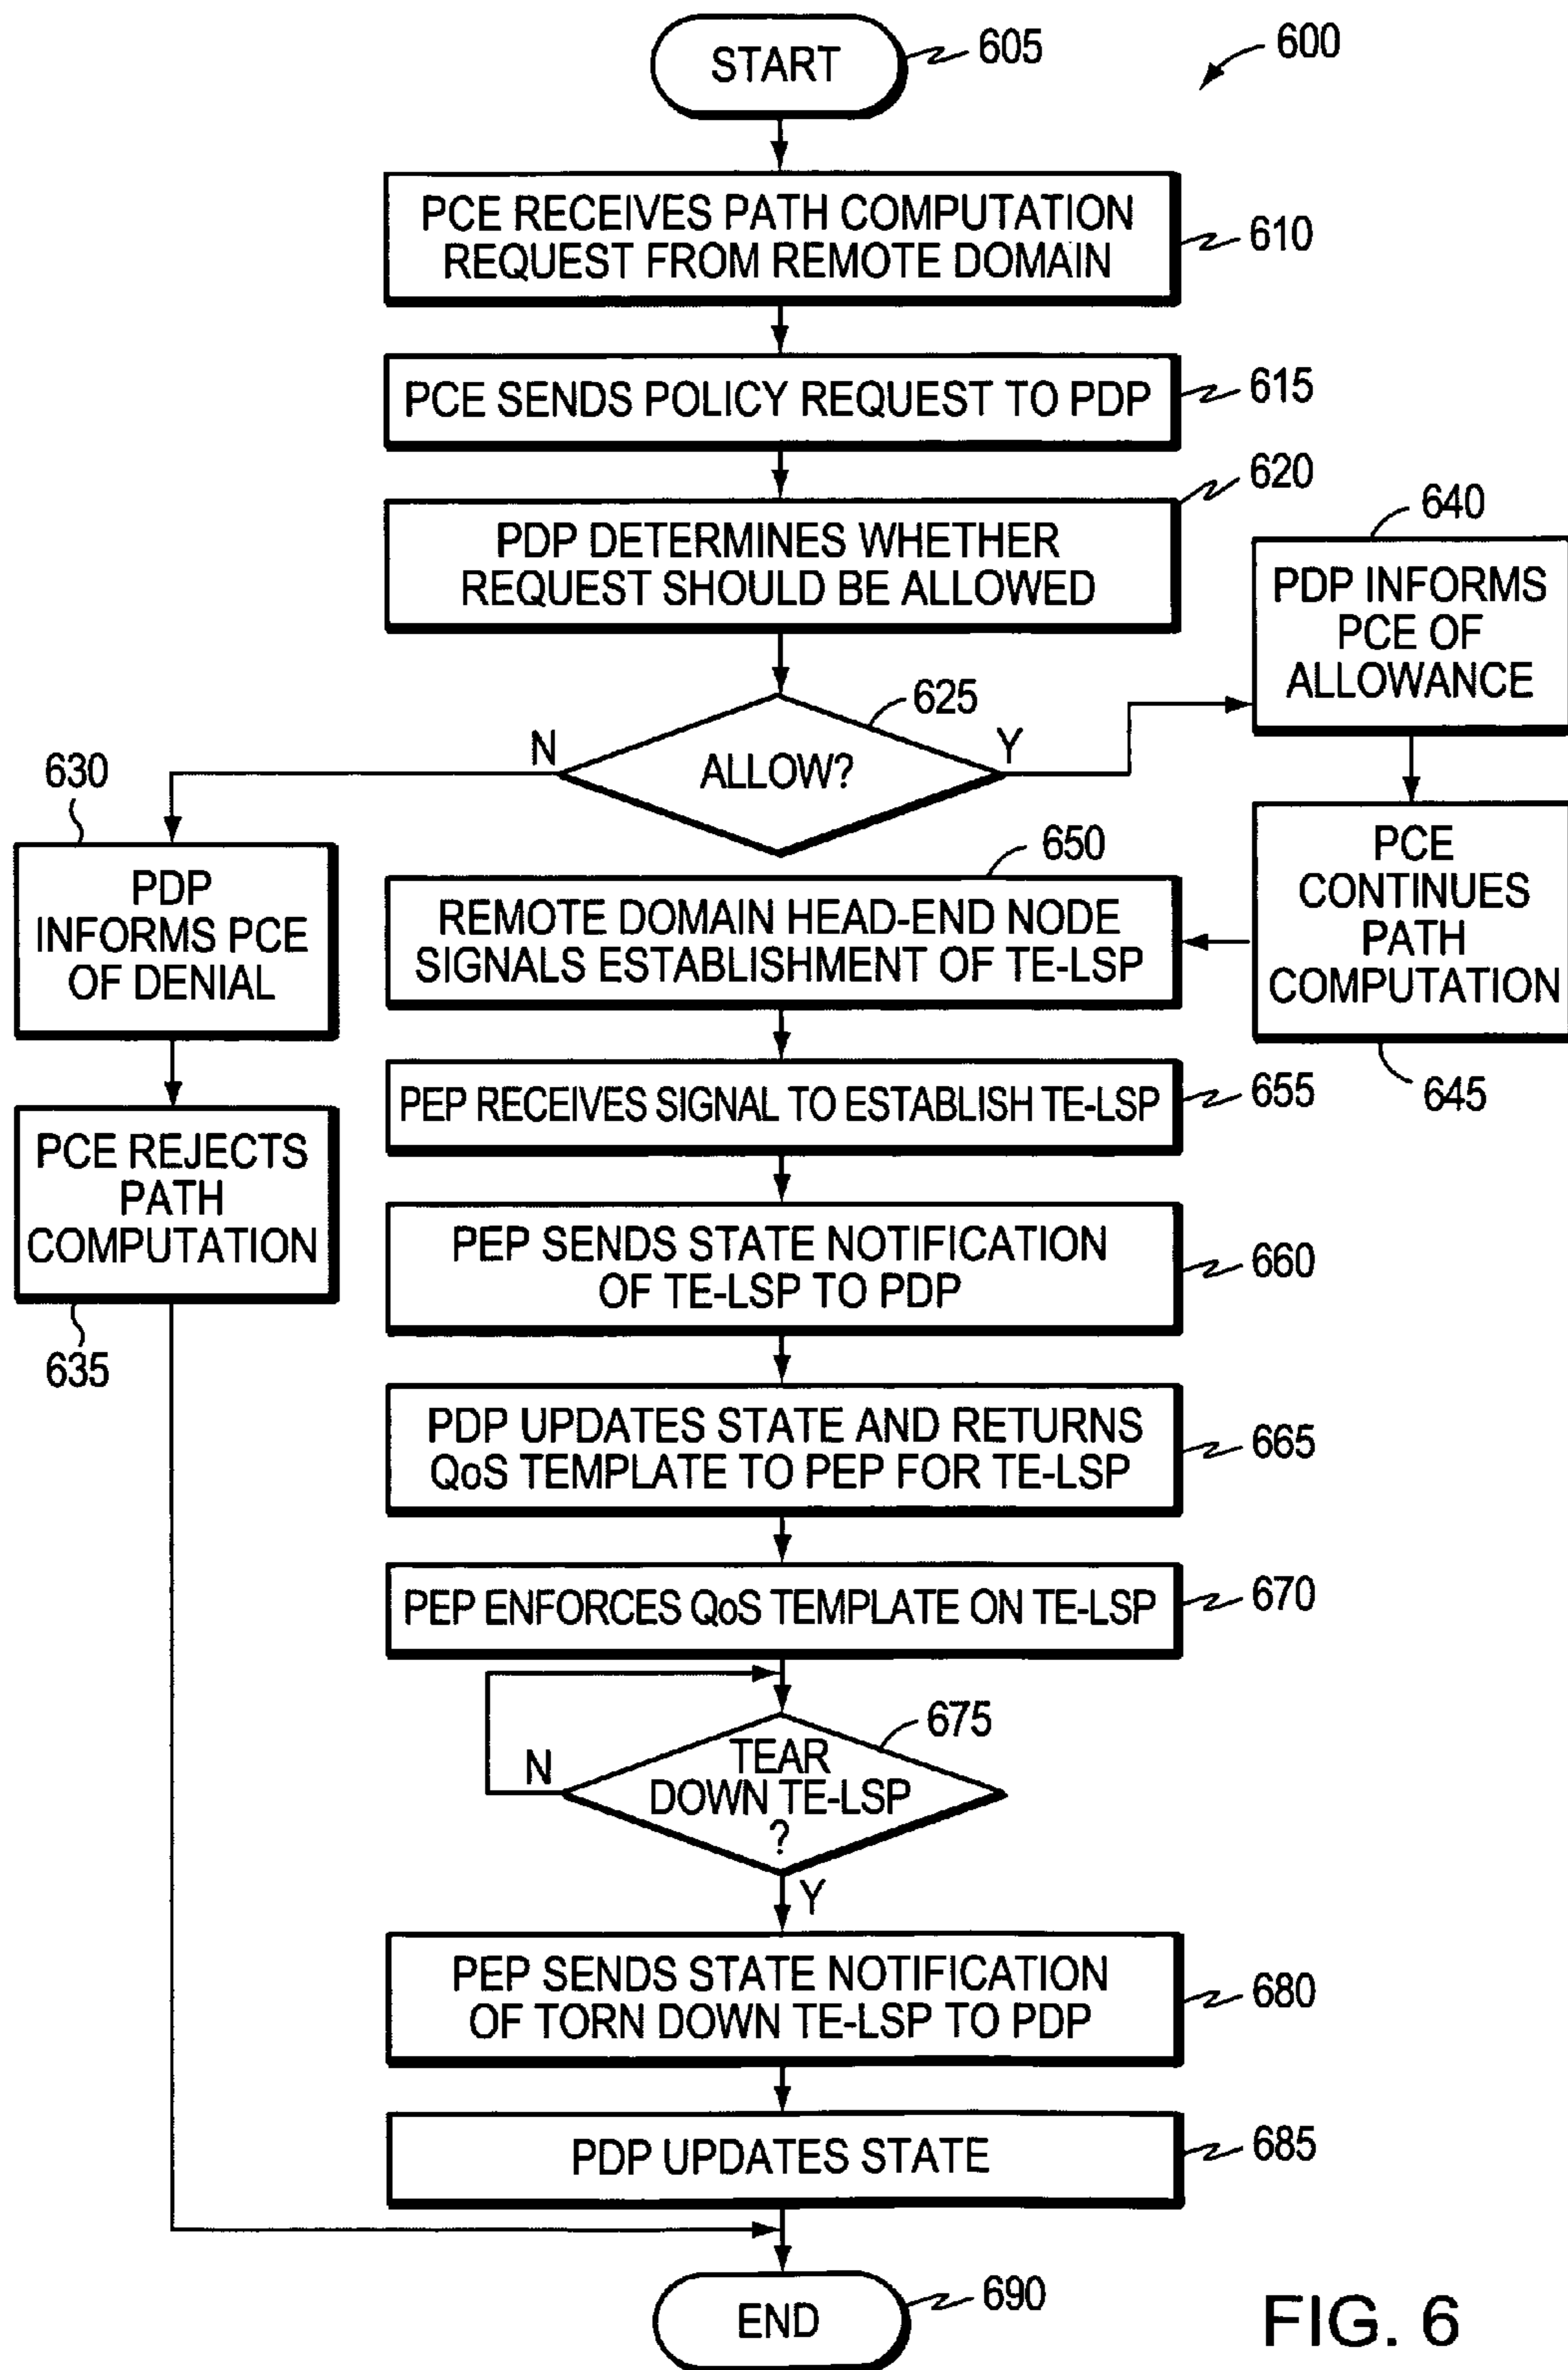 START
605
600
PCE RECEIVES PATH COMPUTATION
REQUEST FROM REMOTE DOMAIN
610
PCE SENDS POLICY REQUEST TO PDP
615
620
PDP DETERMINES WHETHER
REQUEST SHOULD BE ALLOWED
640
PDP INFORMS
PCE OF
ALLOWANCE
625
N
ALLOW?
Y
630
PDP
INFORMS PCE
OF DENIAL
650
REMOTE DOMAIN HEAD-END NODE
SIGNALS ESTABLISHMENT OF TE-LSP
PCE
CONTINUES
PATH
COMPUTATION
645
PEP RECEIVES SIGNAL TO ESTABLISH TE-LSP
655
PCE REJECTS
PATH
COMPUTATION
635
PEP SENDS STATE NOTIFICATION
OF TE-LSP TO PDP
660
PDP UPDATES STATE AND RETURNS
QoS TEMPLATE TO PEP FOR TE-LSP
665
PEP ENFORCES QoS TEMPLATE ON TE-LSP
670
675
N
TEAR
DOWN TE-LSP
?
Y
PEP SENDS STATE NOTIFICATION
OF TORN DOWN TE-LSP TO PDP
680
PDP UPDATES STATE
685
END
690
FIG. 6